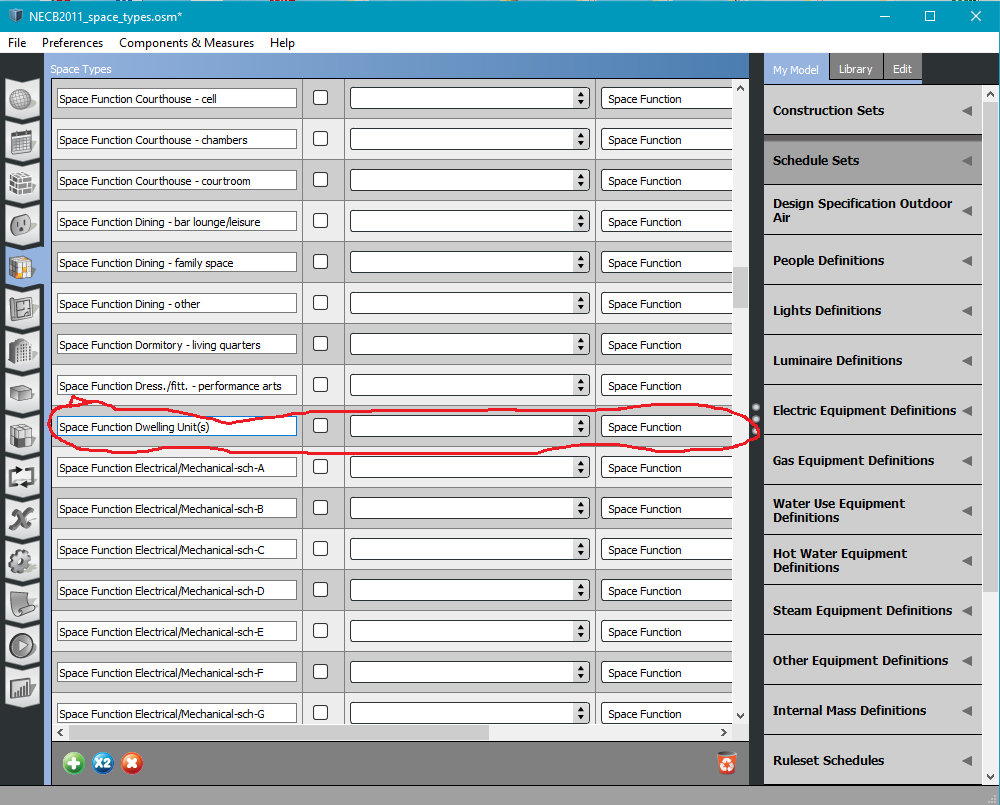 NECB2011_space_types.osm*
File Preferences Components & Measures Help
Space Types
My Model Library Edit
Space Function Courthouse - cell Space Function
Space Function Courthouse - chambers Space Function
Space Function Courthouse - courtroom Space Function
Space Function Dining - bar lounge/leisure Space Function
Space Function Dining - family space Space Function
Space Function Dining - other Space Function
Space Function Dormitory - living quarters Space Function
Space Function Dress./fitt. - performance arts Space Function
Space Function Dwelling Unit(s) Space Function
Space Function Electrical/Mechanical-sch-A Space Function
Space Function Electrical/Mechanical-sch-B Space Function
Space Function Electrical/Mechanical-sch-C Space Function
Space Function Electrical/Mechanical-sch-D Space Function
Space Function Electrical/Mechanical-sch-E Space Function
Space Function Electrical/Mechanical-sch-F Space Function
Space Function Electrical/Mechanical-sch-G Space Function
X2
Construction Sets
Schedule Sets
Design Specification Outdoor
Air
People Definitions
Lights Definitions
Luminaire Definitions
Electric Equipment Definitions
Gas Equipment Definitions
Water Use Equipment
Definitions
Hot Water Equipment
Definitions
Steam Equipment Definitions
Other Equipment Definitions
Internal Mass Definitions
Ruleset Schedules